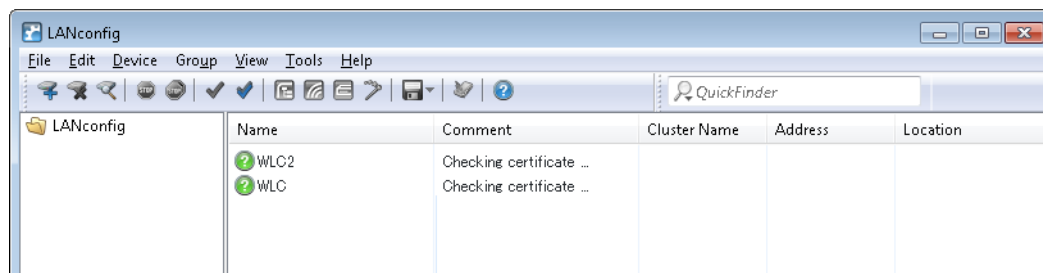 LANconfig
File Edit Device Group View Tools Help
QuickFinder
LANconfig
Name Comment Cluster Name Address Location
WLC2 Checking certificate ...
WLC Checking certificate ...